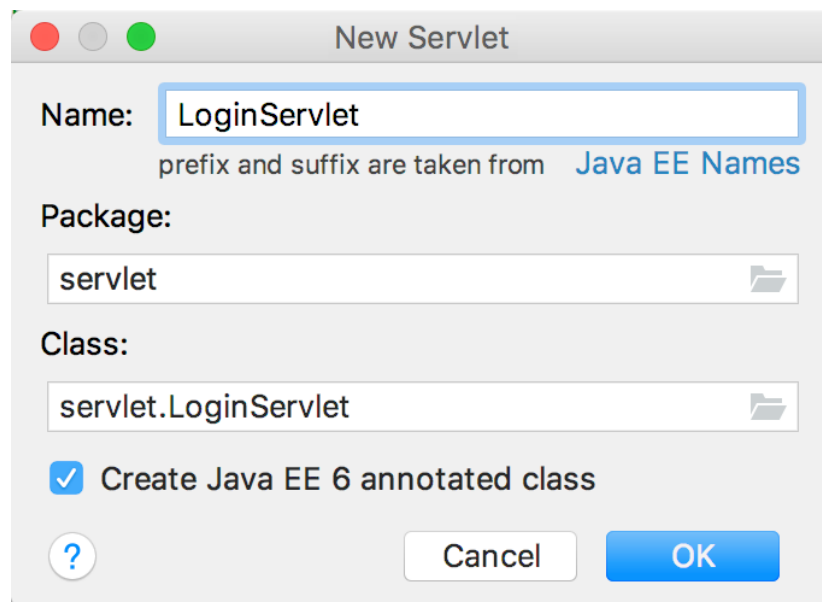 New Servlet
Name: LoginServlet
prefix and suffix are taken from Java EE Names
Package:
servlet
Class:
servlet.LoginServlet
Create Java EE 6 annotated class
? Cancel OK